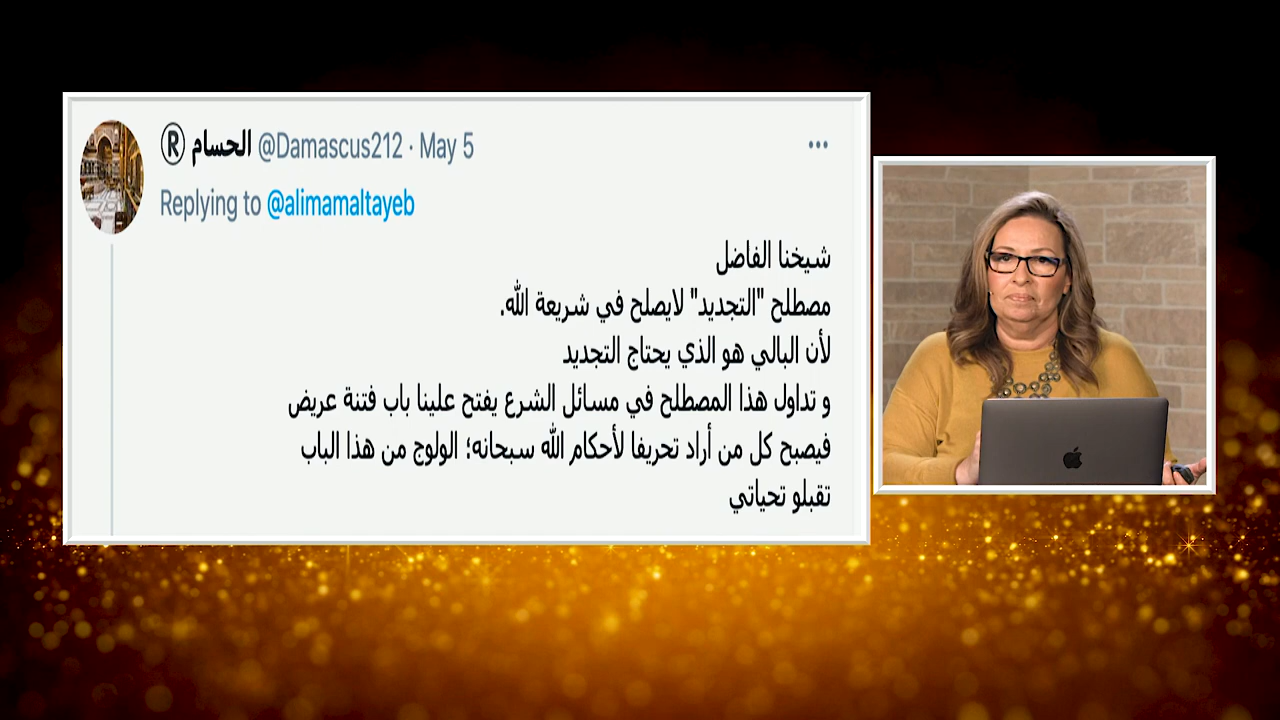 الحسام ® @Damascus212 · May 5
Replying to @alimamaltayeb
شيخنا الفاضل
مصطلح "التجديد" لايصلح في شريعة الله.
لأن البالي هو الذي يحتاج التجديد
و تداول هذا المصطلح في مسائل الشرع يفتح علينا باب فتنة عريض
فيصبح كل من أراد تحريفا لأحكام الله سبحانه؛ الولوج من هذا الباب
تقبلو تحياتي